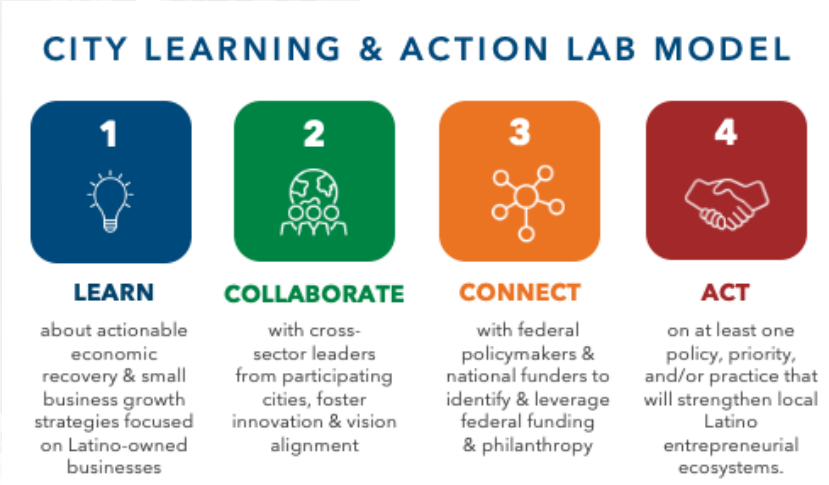 CITY LEARNING & ACTION LAB MODEL
1
LEARN
about actionable
economic
recovery & small
business growth
strategies focused
on Latino-owned
businesses
2
COLLABORATE
with cross-
sector leaders
from participating
cities, foster
innovation & vision
alignment
3
CONNECT
with federal
policymakers &
national funders to
identify & leverage
federal funding
& philanthropy
4
ACT
on at least one
policy, priority,
and/or practice that
will strengthen local
Latino
entrepreneurial
ecosystems.